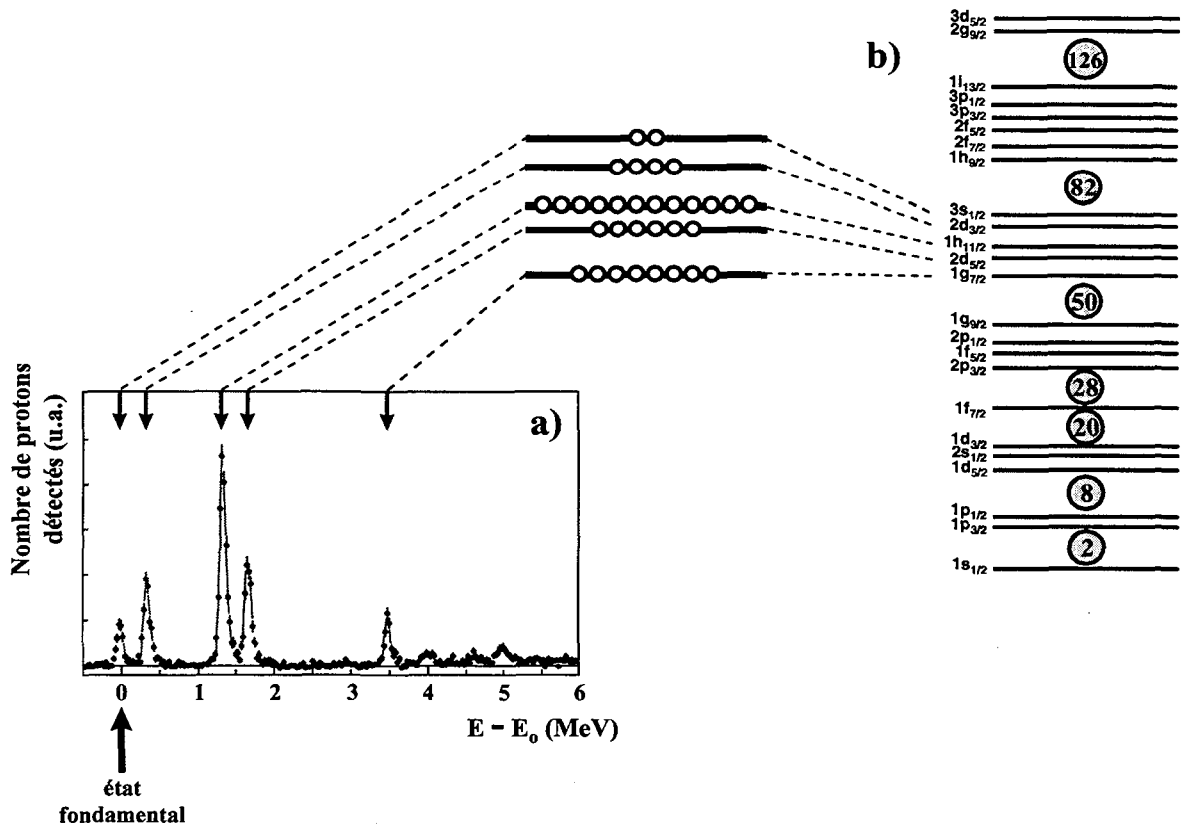 b)
3d5/2
2g9/2
126
1i13/2
3p1/2
3p3/2
2f5/2
2f7/2
1h9/2
82
3s1/2
2d3/2
1h11/2
2d5/2
1g7/2
50
1g9/2
2p1/2
1f5/2
2p3/2
28
1f7/2
20
1d3/2
2s1/2
1d5/2
8
1p1/2
1p3/2
2
1s1/2
a)
Nombre de protons
détectés (u.a.)
0 1 2 3 4 5 6
E - Eo (MeV)
état
fondamental